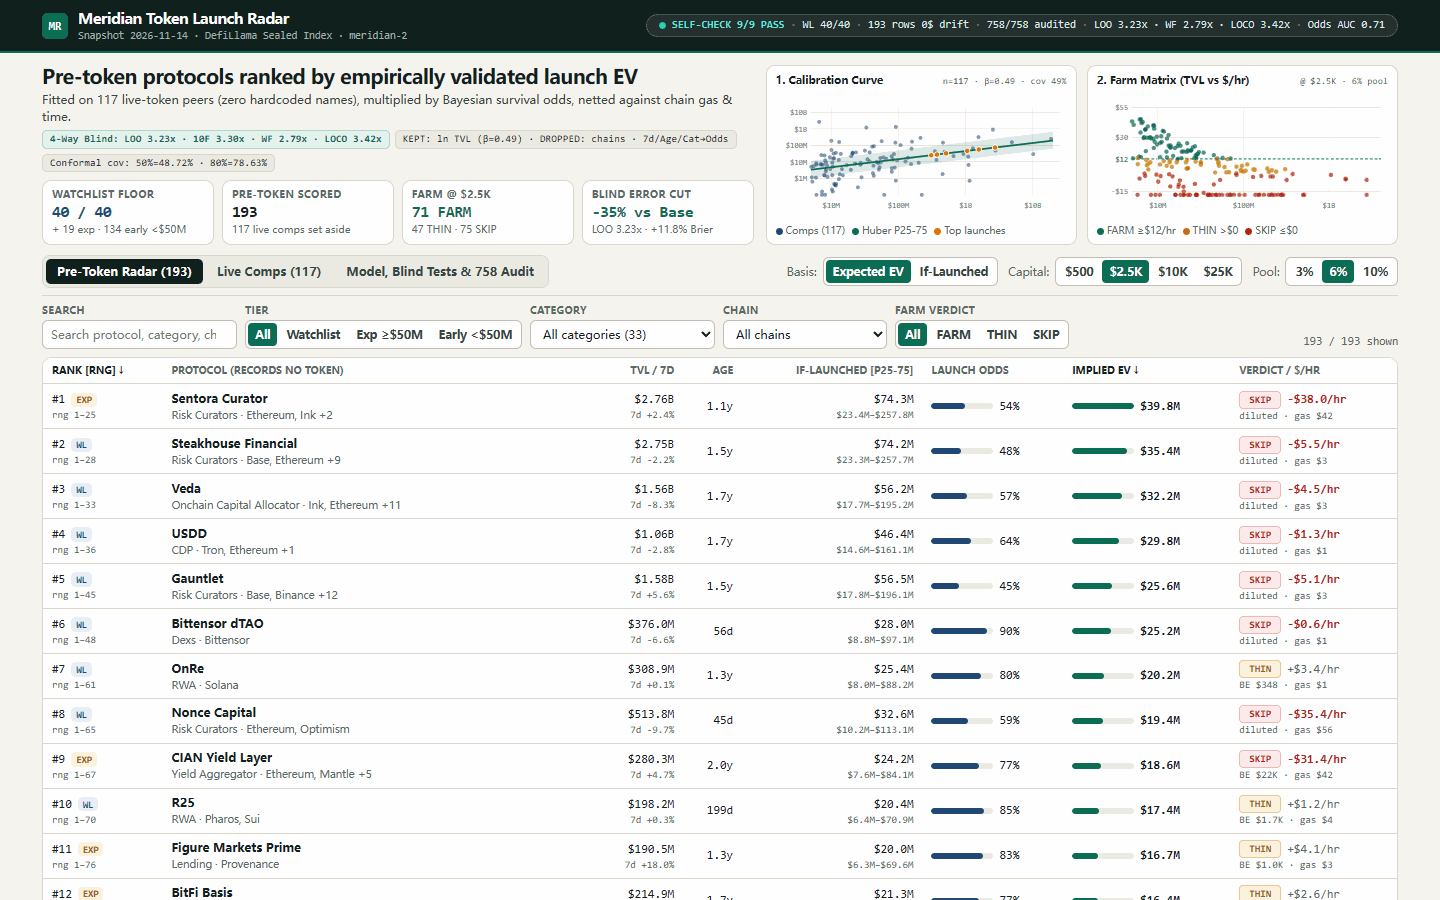 MR
Meridian Token Launch Radar
Snapshot 2026-11-14 · DefiLlama Sealed Index · meridian-2
SELF-CHECK 9/9 PASS · WL 40/40 · 193 rows 0$ drift · 758/758 audited · LOO 3.23x · WF 2.79x · LOCO 3.42x · Odds AUC 0.71
Pre-token protocols ranked by empirically validated launch EV
Fitted on 117 live-token peers (zero hardcoded names), multiplied by Bayesian survival odds, netted against chain gas &
time.
4-Way Blind: LOO 3.23x · 10F 3.30x · WF 2.79x · LOCO 3.42x
KEPT: ln TVL (β=0.49) · DROPPED: chains · 7d/Age/Cat→Odds
Conformal cov: 50%=48.72% · 80%=78.63%
WATCHLIST FLOOR
40 / 40
+ 19 exp · 134 early <$50M
PRE-TOKEN SCORED
193
117 live comps set aside
FARM @ $2.5K
71 FARM
47 THIN · 75 SKIP
BLIND ERROR CUT
-35% vs Base
LOO 3.23x · +11.8% Brier
1. Calibration Curve
n=117 · β=0.49 · cov 49%
$10B
$1B
$100M
$10M
$1M
$10M $100M $1B $10B
Comps (117) Huber P25-75 Top launches
2. Farm Matrix (TVL vs $/hr)
@ $2.5K · 6% pool
$55
$30
$12
-$15
$10M $100M $1B
FARM ≥$12/hr THIN >$0 SKIP ≤$0
Pre-Token Radar (193) Live Comps (117) Model, Blind Tests & 758 Audit
Basis: Expected EV If-Launched Capital: $500 $2.5K $10K $25K Pool: 3% 6% 10%
SEARCH TIER CATEGORY CHAIN FARM VERDICT
Search protocol, category, ch All Watchlist Exp ≥$50M Early <$50M All categories (33) All chains All FARM THIN SKIP
193 / 193 shown
RANK [RNG] ↓ PROTOCOL (RECORDS NO TOKEN) TVL / 7D AGE IF-LAUNCHED [P25-75] LAUNCH ODDS IMPLIED EV ↓ VERDICT / $/HR
#1 EXP Sentora Curator $2.76B 1.1y $74.3M 54% $39.8M SKIP -$38.0/hr
rng 1–25 Risk Curators · Ethereum, Ink +2 7d +2.4% $23.4M–$257.8M diluted · gas $42
#2 WL Steakhouse Financial $2.75B 1.5y $74.2M 48% $35.4M SKIP -$5.5/hr
rng 1–28 Risk Curators · Base, Ethereum +9 7d -2.2% $23.3M–$257.7M diluted · gas $3
#3 WL Veda $1.56B 1.7y $56.2M 57% $32.2M SKIP -$4.5/hr
rng 1–33 Onchain Capital Allocator · Ink, Ethereum +11 7d -8.3% $17.7M–$195.2M diluted · gas $3
#4 WL USDD $1.06B 1.7y $46.4M 64% $29.8M SKIP -$1.3/hr
rng 1–36 CDP · Tron, Ethereum +1 7d -2.8% $14.6M–$161.1M diluted · gas $1
#5 WL Gauntlet $1.58B 1.5y $56.5M 45% $25.6M SKIP -$5.1/hr
rng 1–45 Risk Curators · Base, Binance +12 7d +5.6% $17.8M–$196.1M diluted · gas $3
#6 WL Bittensor dTAO $376.0M 56d $28.0M 90% $25.2M SKIP -$0.6/hr
rng 1–48 Dexs · Bittensor 7d -6.6% $8.8M–$97.1M diluted · gas $1
#7 WL OnRe $308.9M 1.3y $25.4M 80% $20.2M THIN +$3.4/hr
rng 1–61 RWA · Solana 7d +0.1% $8.0M–$88.2M BE $348 · gas $1
#8 WL Nonce Capital $513.8M 45d $32.6M 59% $19.4M SKIP -$35.4/hr
rng 1–65 Risk Curators · Ethereum, Optimism 7d -9.7% $10.2M–$113.1M diluted · gas $56
#9 EXP CIAN Yield Layer $280.3M 2.0y $24.2M 77% $18.6M SKIP -$31.4/hr
rng 1–67 Yield Aggregator · Ethereum, Mantle +5 7d +4.7% $7.6M–$84.1M BE $22K · gas $42
#10 WL R25 $198.2M 199d $20.4M 85% $17.4M THIN +$1.2/hr
rng 1–70 RWA · Pharos, Sui 7d +0.3% $6.4M–$70.9M BE $1.7K · gas $4
#11 EXP Figure Markets Prime $190.5M 1.3y $20.0M 83% $16.7M THIN +$4.1/hr
rng 1–76 Lending · Provenance 7d +18.0% $6.3M–$69.6M BE $1.0K · gas $3
#12 EXP BitFi Basis $214.9M $21.3M THIN +$2.6/hr